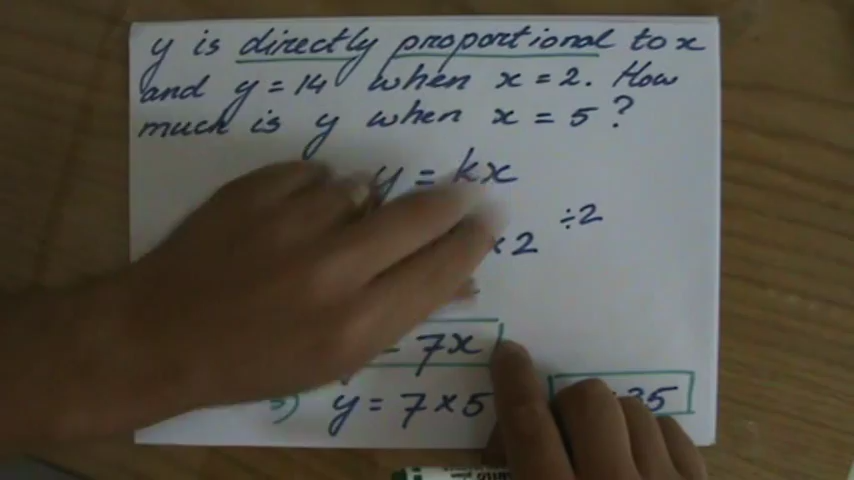 y is directly proportional to x
and y = 14 when x = 2. How
much is y when x = 5?
y = kx
× 2 ÷2
= 7x
3) y = 7 × 5 = 35